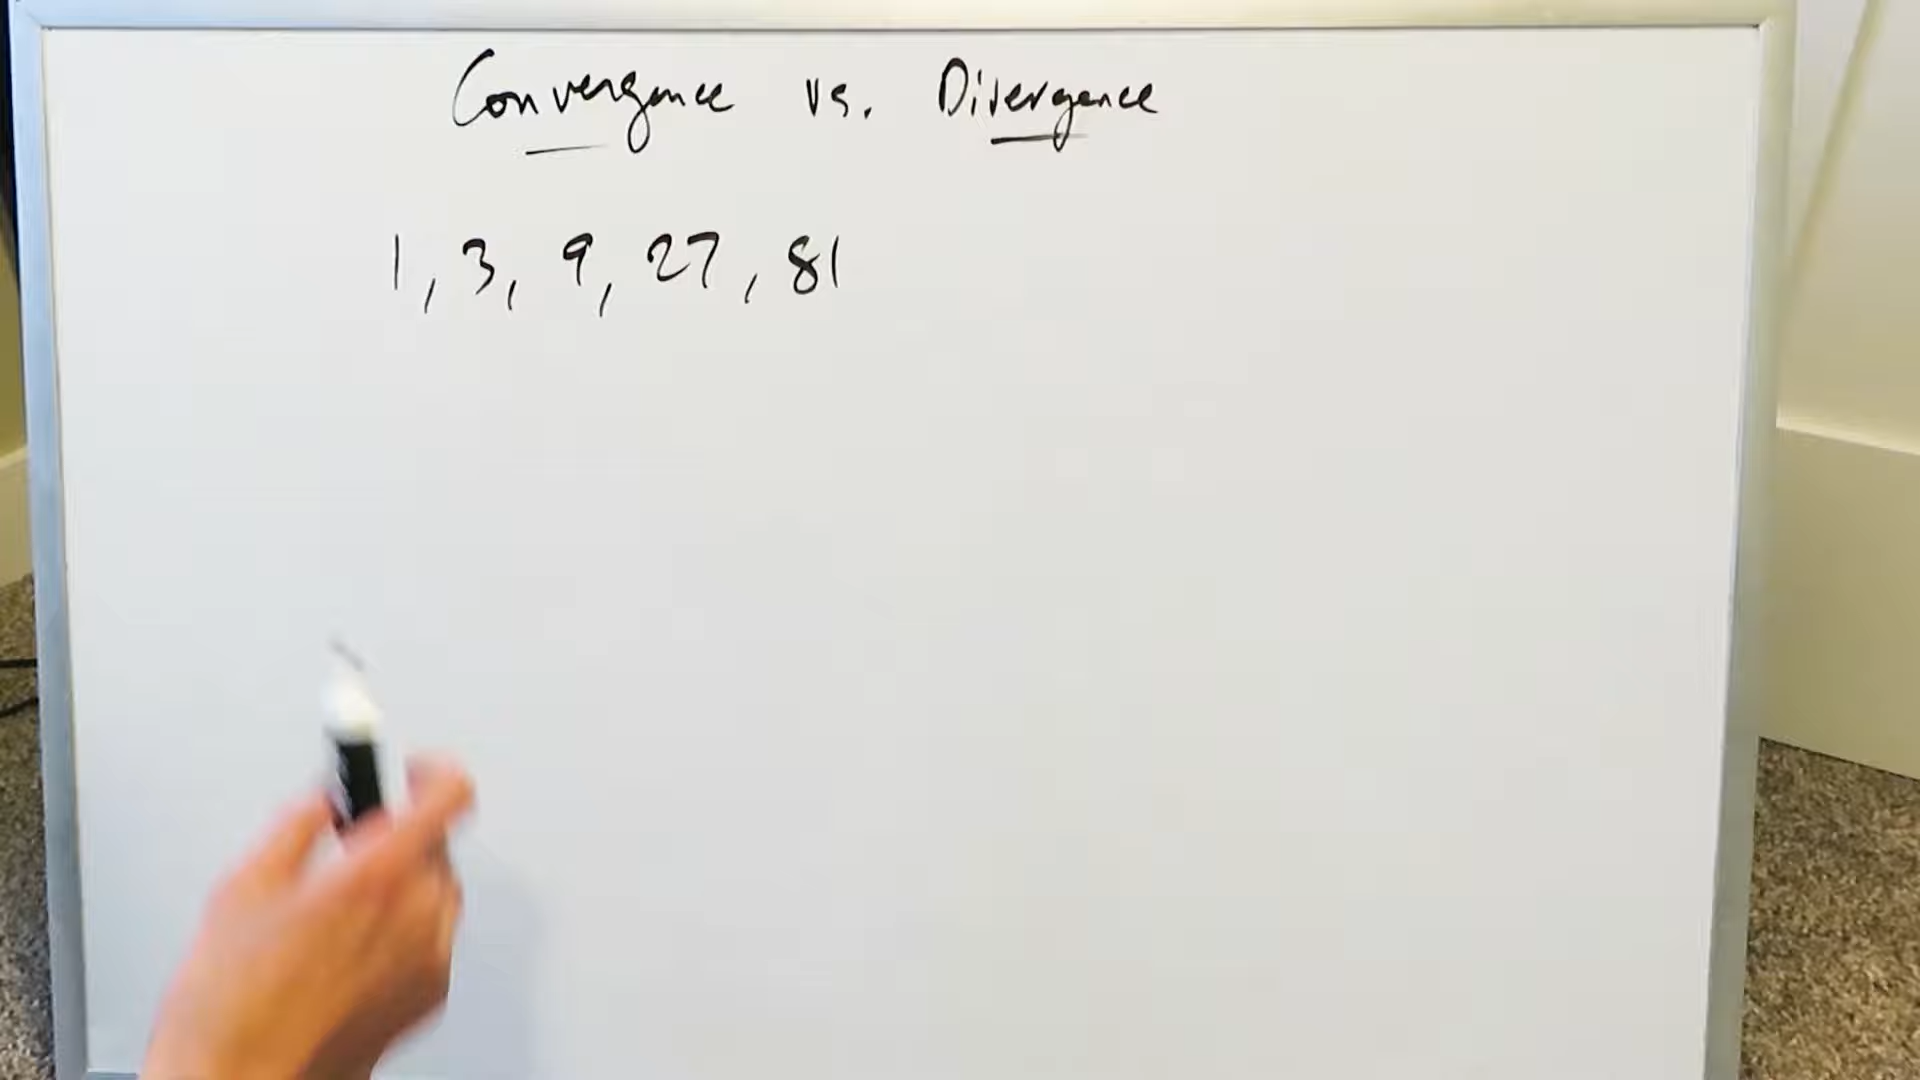 Convergence vs. Divergence
1, 3, 9, 27, 81